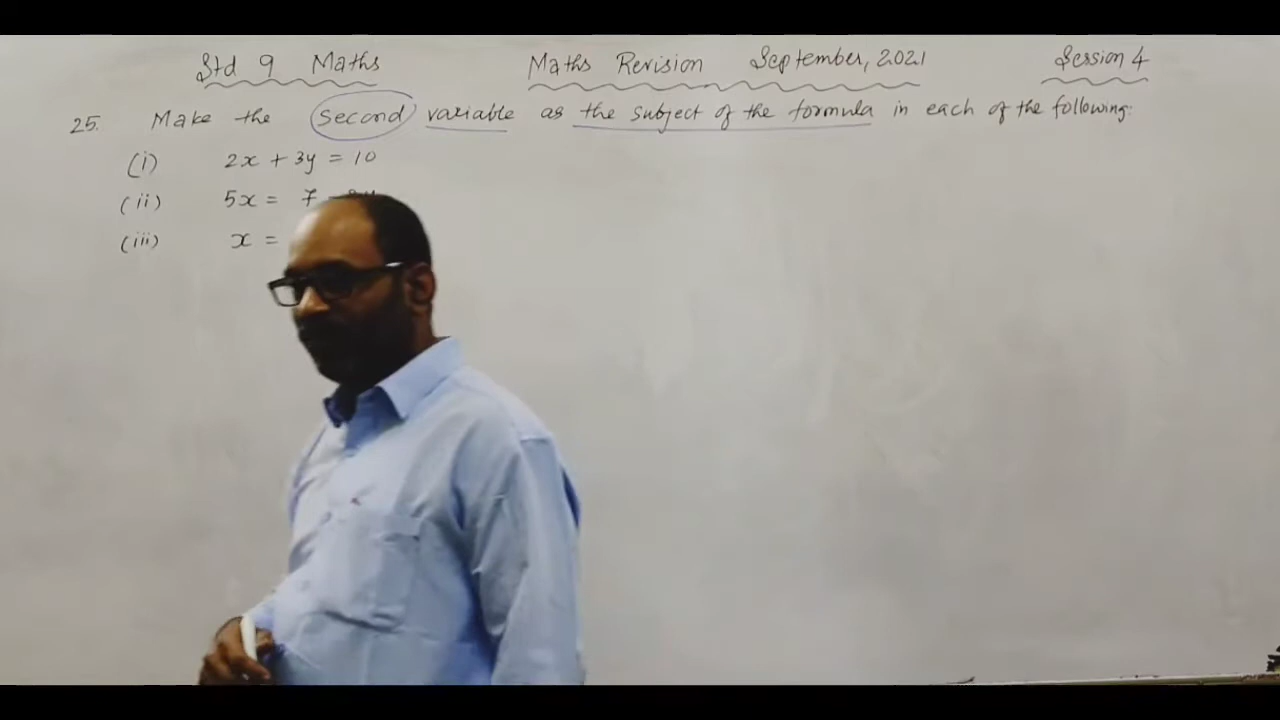 Std 9 Maths Maths Revision September, 2021 Session 4
25. Make the second variable as the subject of the formula in each of the following:
(i) 2x + 3y = 10
(ii) 5x = 7
(iii) x =